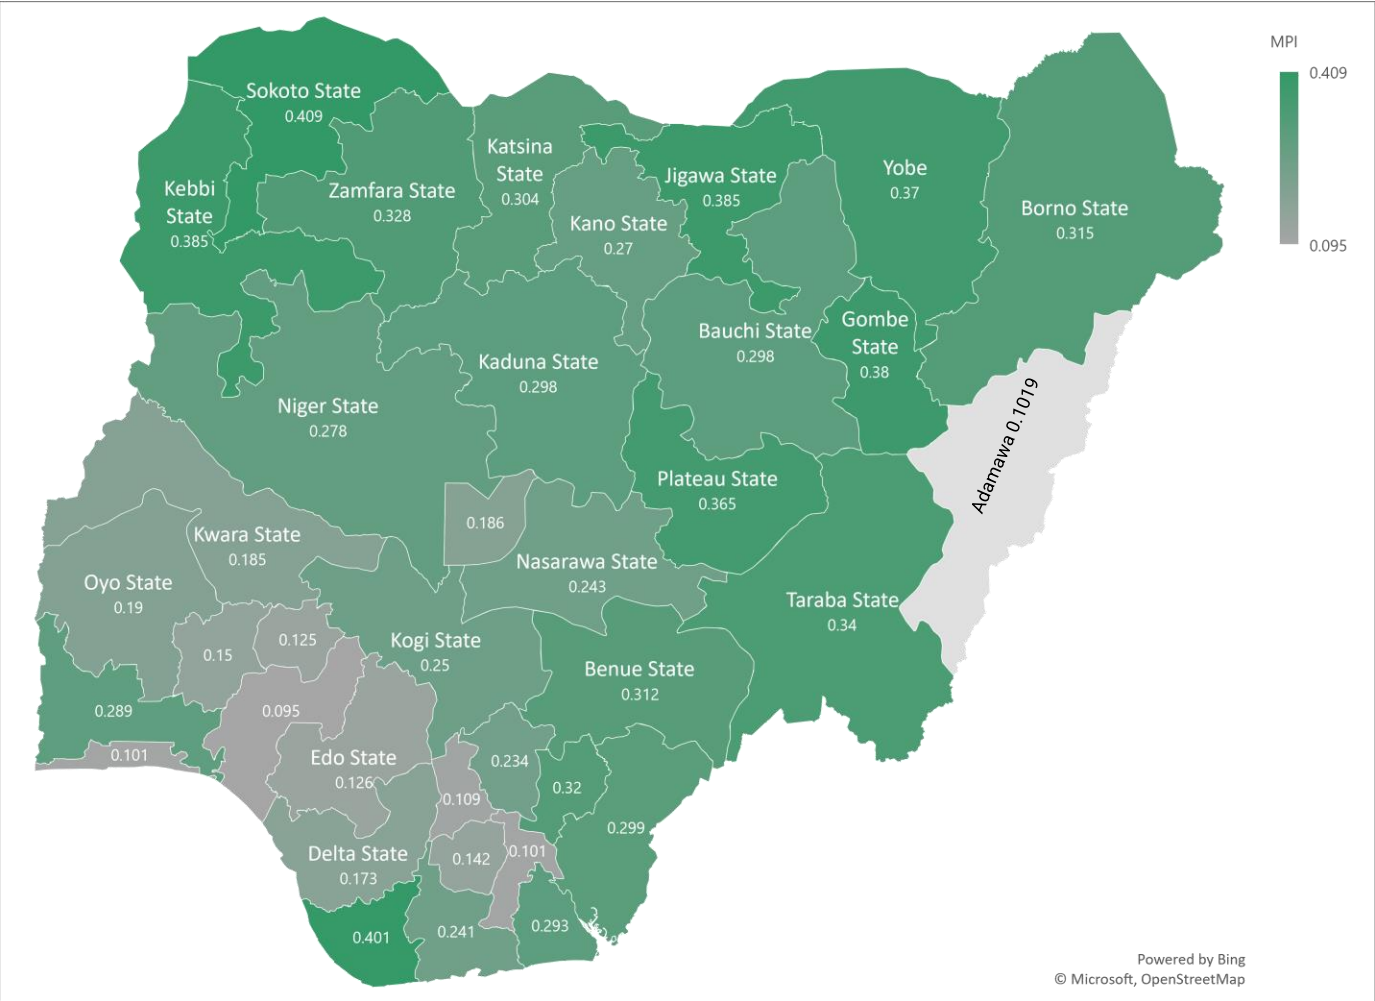 MPI
0.409
0.095
Sokoto State
0.409
Kebbi
State
0.385
Zamfara State
0.328
Katsina
State
0.304
Kano State
0.27
Jigawa State
0.385
Yobe
0.37
Borno State
0.315
Bauchi State
0.298
Gombe
State
0.38
Kaduna State
0.298
Niger State
0.278
Adamawa 0.1019
Plateau State
0.365
0.186
Kwara State
0.185
Nasarawa State
0.243
Oyo State
0.19
Taraba State
0.34
0.125
0.15
Kogi State
0.25
Benue State
0.312
0.289
0.095
0.101
Edo State
0.126
0.234
0.32
0.109
0.299
Delta State
0.173
0.142
0.101
0.401
0.241
0.293
Powered by Bing
© Microsoft, OpenStreetMap